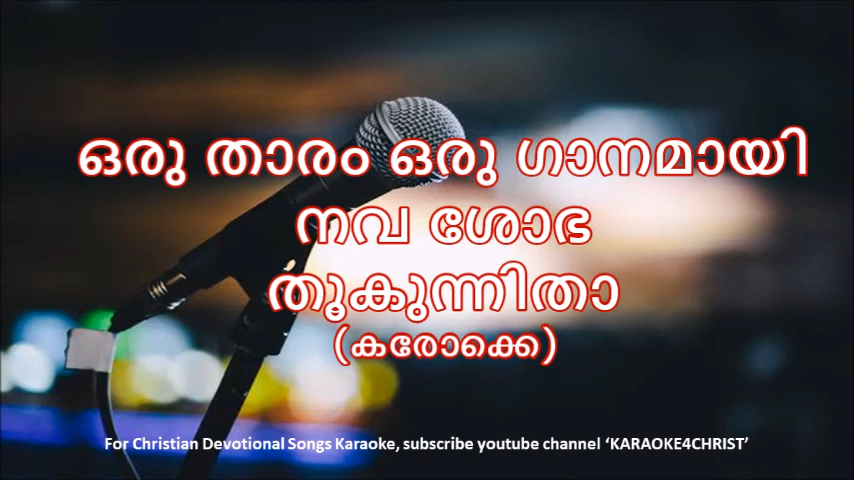 ഒരു താരം ഒരു ഗാനമായി
നവ ശോഭ
തൂകുന്നിതാ
(കരോക്കെ)
For Christian Devotional Songs Karaoke, subscribe youtube channel ‘KARAOKE4CHRIST’